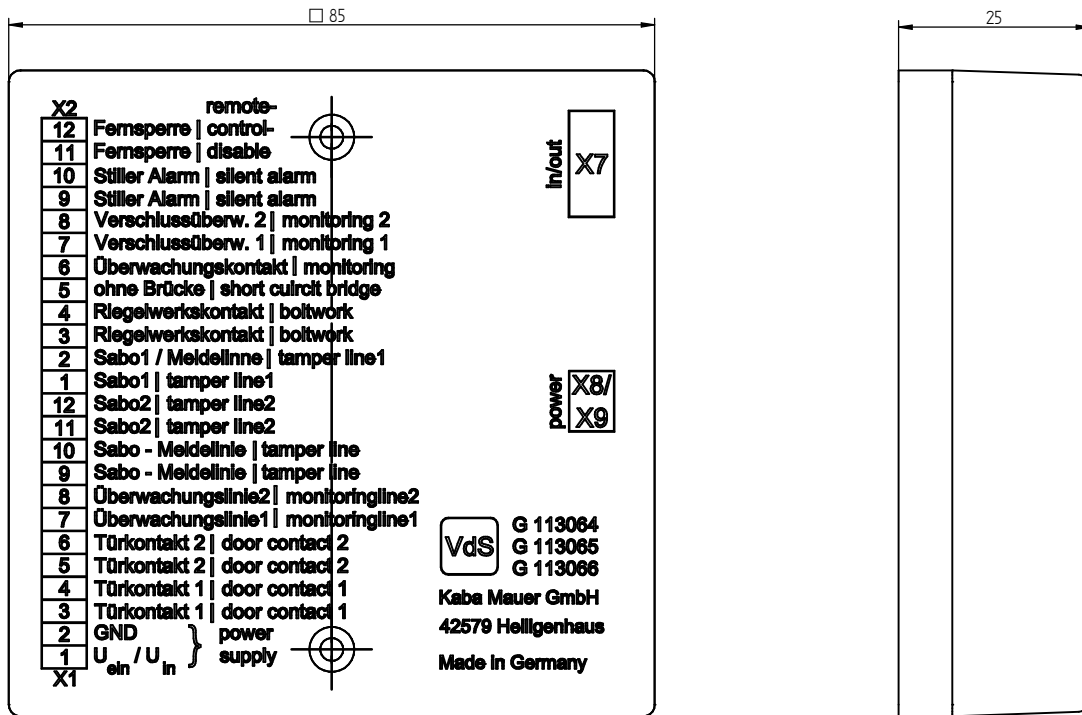 □ 85
25
X2 remote-
12 Fernsperre | control-
11 Fernsperre | disable
10 Stiller Alarm | silent alarm
9 Stiller Alarm | silent alarm
8 Verschlussüberw. 2 | monitoring 2
7 Verschlussüberw. 1 | monitoring 1
6 Überwachungskontakt | monitoring
5 ohne Brücke | short cuircit bridge
4 Riegelwerkskontakt | boltwork
3 Riegelwerkskontakt | boltwork
2 Sabo1 / Meldelinne | tamper line1
1 Sabo1 | tamper line1
12 Sabo2 | tamper line2
11 Sabo2 | tamper line2
10 Sabo - Meldelinie | tamper line
9 Sabo - Meldelinie | tamper line
8 Überwachungslinie2 | monitoringline2
7 Überwachungslinie1 | monitoringline1
6 Türkontakt 2 | door contact 2
5 Türkontakt 2 | door contact 2
4 Türkontakt 1 | door contact 1
3 Türkontakt 1 | door contact 1
2 GND } power
1 U ein / U in } supply
X1
in/out
X7
power
X8/
X9
VdS
G 113064
G 113065
G 113066
Kaba Mauer GmbH
42579 Heiligenhaus
Made in Germany